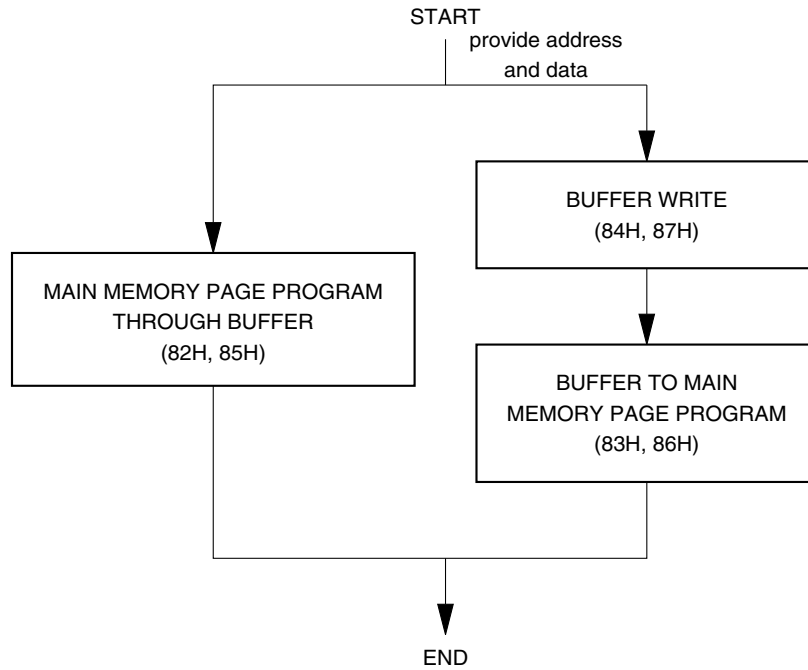 START
provide address
and data
BUFFER WRITE
(84H, 87H)
MAIN MEMORY PAGE PROGRAM
THROUGH BUFFER
(82H, 85H)
BUFFER TO MAIN
MEMORY PAGE PROGRAM
(83H, 86H)
END